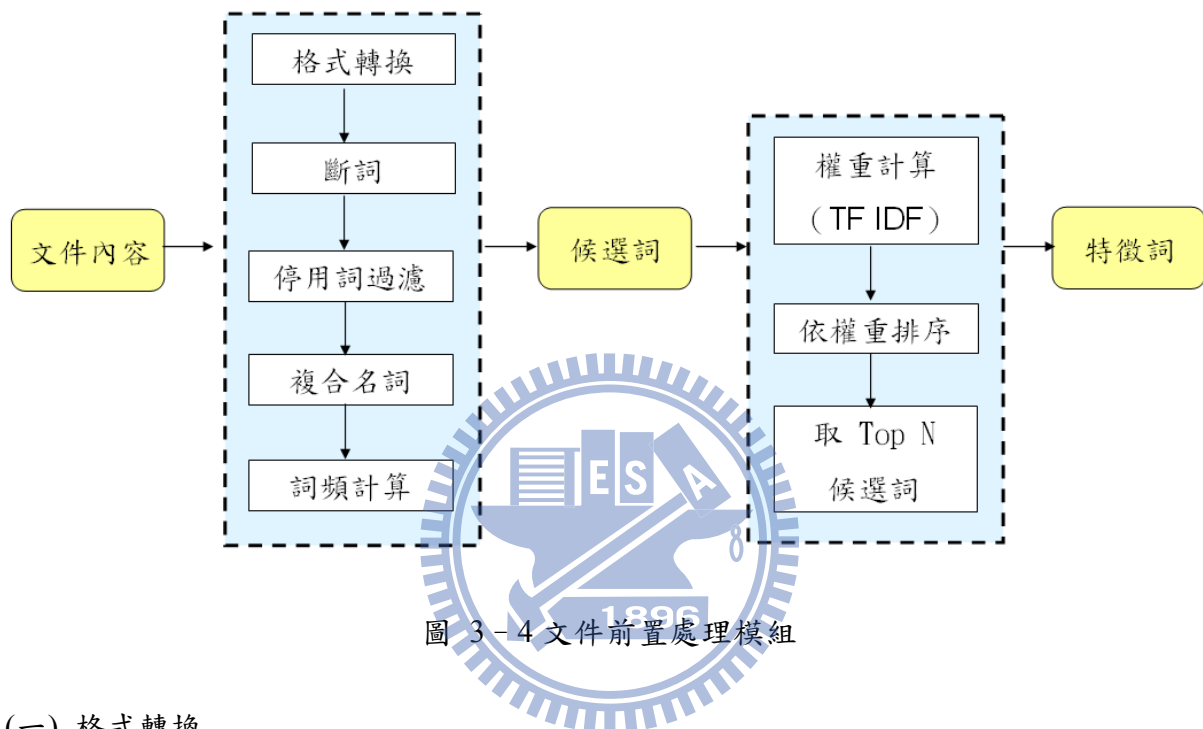 文件內容
格式轉換
斷詞
停用詞過濾
複合名詞
詞頻計算
候選詞
權重計算
(TF IDF)
依權重排序
取 Top N
候選詞
特徵詞
E S A
1896
圖 3－4 文件前置處理模組
(一) 格式轉換